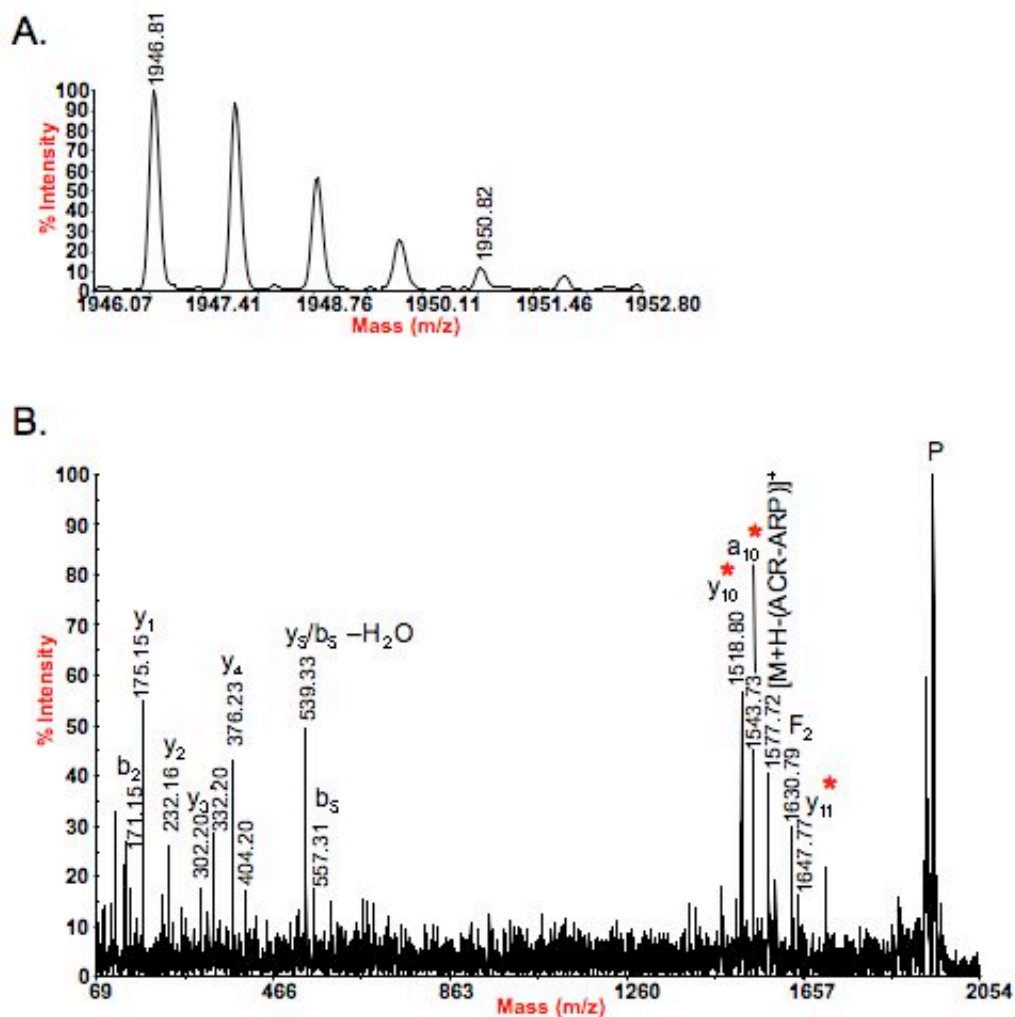 A.
1946.81
1950.82
100
90
80
70
60
50
40
30
20
10
0
% Intensity
1946.07 1947.41 1948.76 1950.11 1951.46 1952.80
Mass (m/z)
B.
100
90
80
70
60
50
40
30
20
10
0
% Intensity
b2
171.15
y1
175.15
y2
232.16
y3
302.20
332.20
y4
376.23
404.20
y5/b5 –H2O
539.33
b5
557.31
y10*
1518.80
a10*
1543.73
1577.72 [M+H-(ACR-ARP)]+
F2
1630.79
1647.77
y11*
P
69 466 863 1260 1657 2054
Mass (m/z)